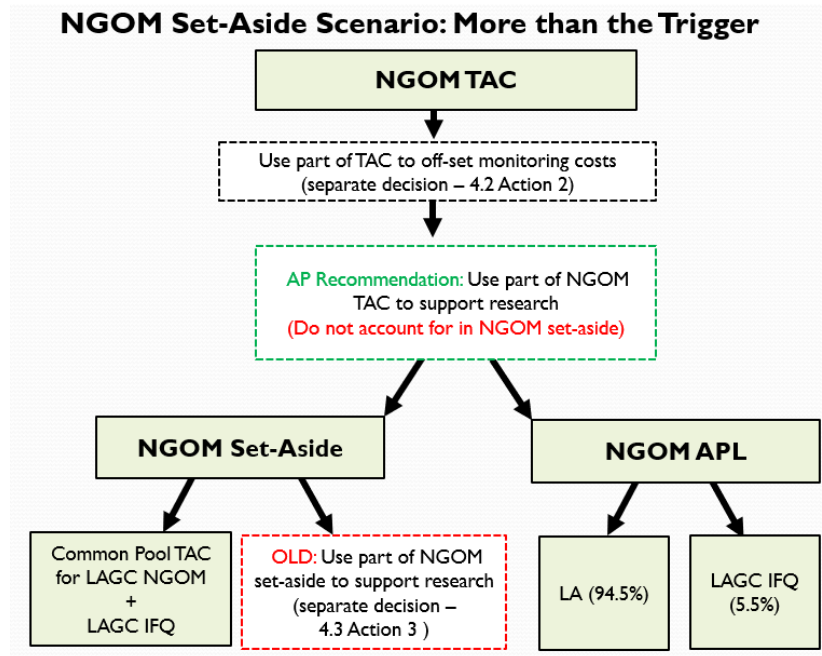 NGOM Set-Aside Scenario: More than the Trigger
NGOM TAC
Use part of TAC to off-set monitoring costs
(separate decision – 4.2 Action 2)
AP Recommendation: Use part of NGOM
TAC to support research
(Do not account for in NGOM set-aside)
NGOM Set-Aside
NGOM APL
Common Pool TAC
for LAGC NGOM
+
LAGC IFQ
OLD: Use part of NGOM
set-aside to support research
(separate decision –
4.3 Action 3 )
LA (94.5%)
LAGC IFQ
(5.5%)